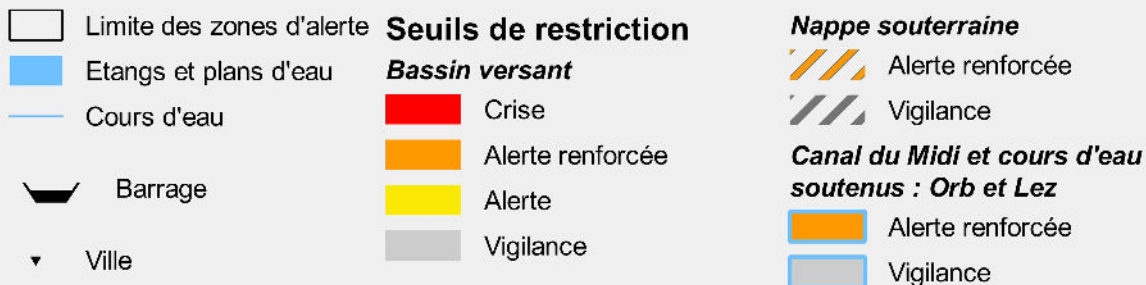 Limite des zones d'alerte
Etangs et plans d'eau
Cours d'eau
Barrage
Ville
Seuils de restriction
Bassin versant
Crise
Alerte renforcée
Alerte
Vigilance
Nappe souterraine
Alerte renforcée
Vigilance
Canal du Midi et cours d'eau
soutenus : Orb et Lez
Alerte renforcée
Vigilance